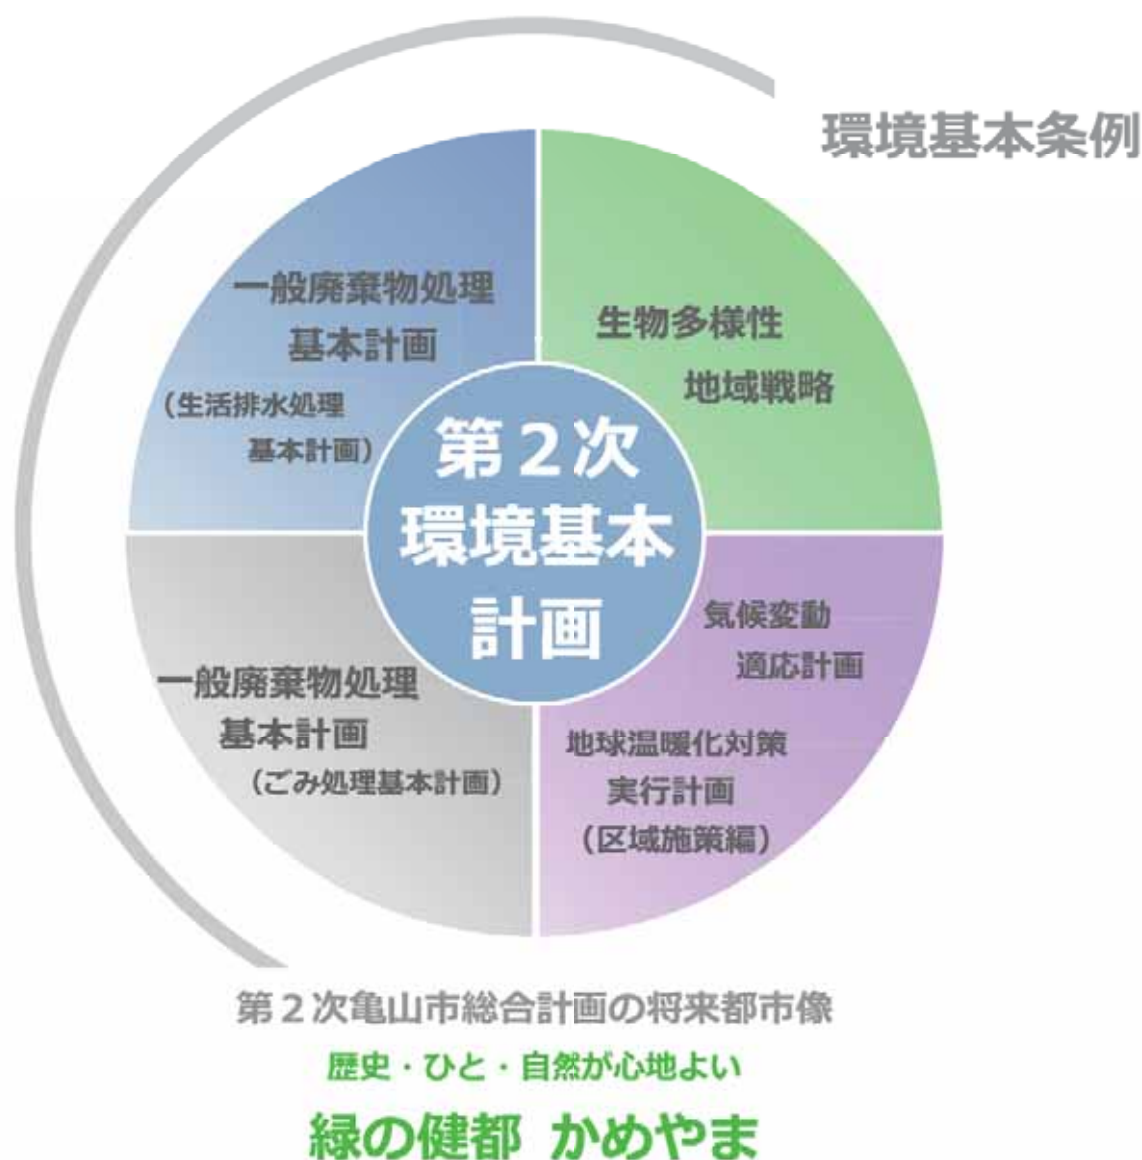 環境基本条例
一般廃棄物処理
基本計画
（生活排水処理
基本計画）
生物多様性
地域戦略
第２次
環境基本
計画
気候変動
適応計画
地球温暖化対策
実行計画
（区域施策編）
一般廃棄物処理
基本計画
（ごみ処理基本計画）
第２次亀山市総合計画の将来都市像
歴史・ひと・自然が心地よい
緑の健都 かめやま